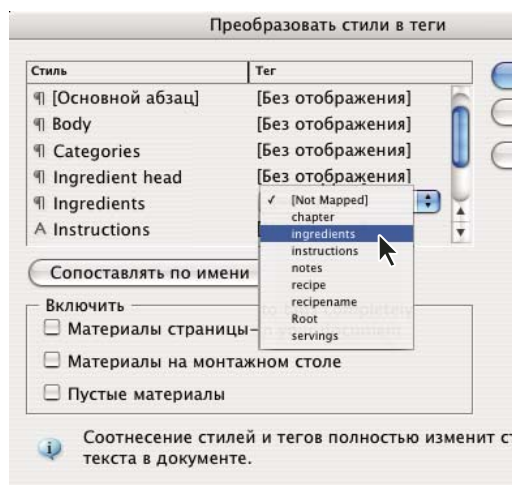 Преобразовать стили в теги
Стиль Тег
¶ [Основной абзац] [Без отображения]
¶ Body [Без отображения]
¶ Categories [Без отображения]
¶ Ingredient head [Без отображения]
¶ Ingredients ✓ [Not Mapped]
A Instructions
chapter
ingredients
instructions
notes
recipe
recipename
Root
servings
Сопоставлять по имени
Включить
Материалы страницы-
Материалы на монтажном столе
Пустые материалы
Соотнесение стилей и тегов полностью изменит
текста в документе.